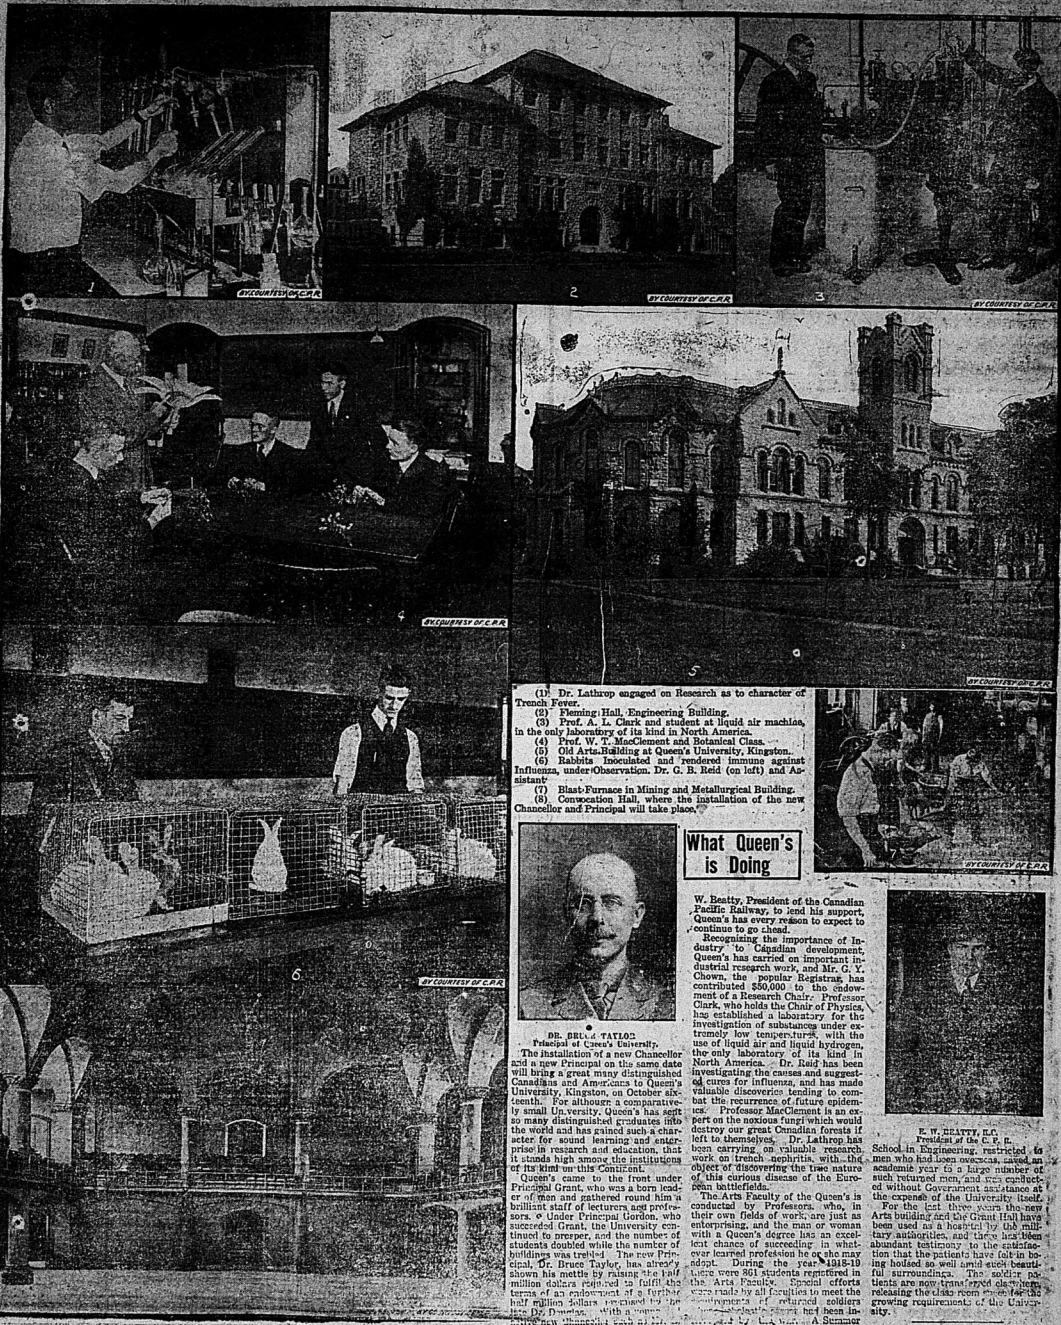 1
BY COURTESY OF C.P.R
2
BY COURTESY OF C.P.R
3
BY COURTESY OF C.P.R
4
BY COURTESY OF C.P.R
5
BY COURTESY OF C.P.R
6
BY COURTESY OF C.P.R
BY COURTESY OF C.P.R
(1) Dr. Lathrop engaged on Research as to character of
Trench Fever.
(2) Fleming Hall, Engineering Building.
(3) Prof. A. L. Clark and student at liquid air machine,
in the only laboratory of its kind in North America.
(4) Prof. W. T. MacClement and Botanical Class.
(5) Old Arts Building at Queen's University, Kingston.
(6) Rabbits Inoculated and rendered immune against
Influenza, under Observation. Dr. G. B. Reid (on left) and As-
sistant
(7) Blast Furnace in Mining and Metallurgical Building.
(8) Convocation Hall, where the installation of the new
Chancellor and Principal will take place.
What Queen's
is Doing
DR. BRUCE TAYLOR
Principal of Queen's University.
The installation of a new Chancellor
and a new Principal on the same date
will bring a great many distinguished
Canadians and Americans to Queen's
University, Kingston, on October six-
teenth. For although a comparative-
ly small University, Queen's has sent
so many distinguished graduates into
the world and has gained such a char-
acter for sound learning and enter-
prise in research and education, that
it stands high among the institutions
of its kind on this Continent.
Queen's came to the front under
Principal Grant, who was a born lead-
er of men and gathered round him a
brilliant staff of lecturers and profes-
sors. Under Principal Gordon, who
succeeded Grant, the University con-
tinued to prosper, and the number of
students doubled while the number of
buildings was trebled. The new Prin-
cipal, Dr. Bruce Taylor, has already
shown his mettle by raising the half
million dollars required to fulfil the
terms of an endowment of a further
half million dollars by the
late Dr. Douglas. With a
new Chancellor such as
W. Beatty, President of the Canadian
Pacific Railway, to lend his support,
Queen's has every reason to expect to
continue to go ahead.
Recognizing the importance of In-
dustry to Canadian development,
Queen's has carried on important in-
dustrial research work, and Mr. G. Y.
Chown, the popular Registrar, has
contributed $50,000 to the endow-
ment of a Research Chair. Professor
Clark, who holds the Chair of Physics,
has established a laboratory for the
investigation of substances under ex-
tremely low temperatures, with the
use of liquid air and liquid hydrogen,
the only laboratory of its kind in
North America. Dr. Reid has been
investigating the causes and suggest-
ed cures for influenza, and has made
valuable discoveries tending to com-
bat the recurrence of future epidem-
ics. Professor MacClement is an ex-
pert on the noxious fungi which would
destroy our great Canadian forests if
left to themselves. Dr. Lathrop has
been carrying on valuable research
work on trench nephritis, with the
object of discovering the true nature
of this curious disease of the Euro-
pean battlefields.
The Arts Faculty of the Queen's is
conducted by Professors, who, in
their own fields of work, are just as
enterprising, and the man or woman
with a Queen's degree has an excel-
lent chance of succeeding in what-
ever learned profession he or she may
adopt. During the year 1918-19
there were 861 students registered in
the Arts Faculty. Special efforts
were made by all faculties to meet the
requirements of returned soldiers
had been in-
A Summer
E. W. BEATTY, K.C.
President of the C. P. R.
School in Engineering, restricted to
men who had been overseas, saved an
academic year to a large number of
such returned men, and was conduct-
ed without Government assistance at
the expense of the University itself.
For the last three years the new
Arts building and the Grant Hall have
been used as a hospital by the mili-
tary authorities, and there has been
abundant testimony to the satisfac-
tion that the patients have felt in be-
ing housed so well amid such beauti-
ful surroundings. The soldier pa-
tients are now transferred elsewhere,
releasing the class room space for the
growing requirements of the Univer-
sity.